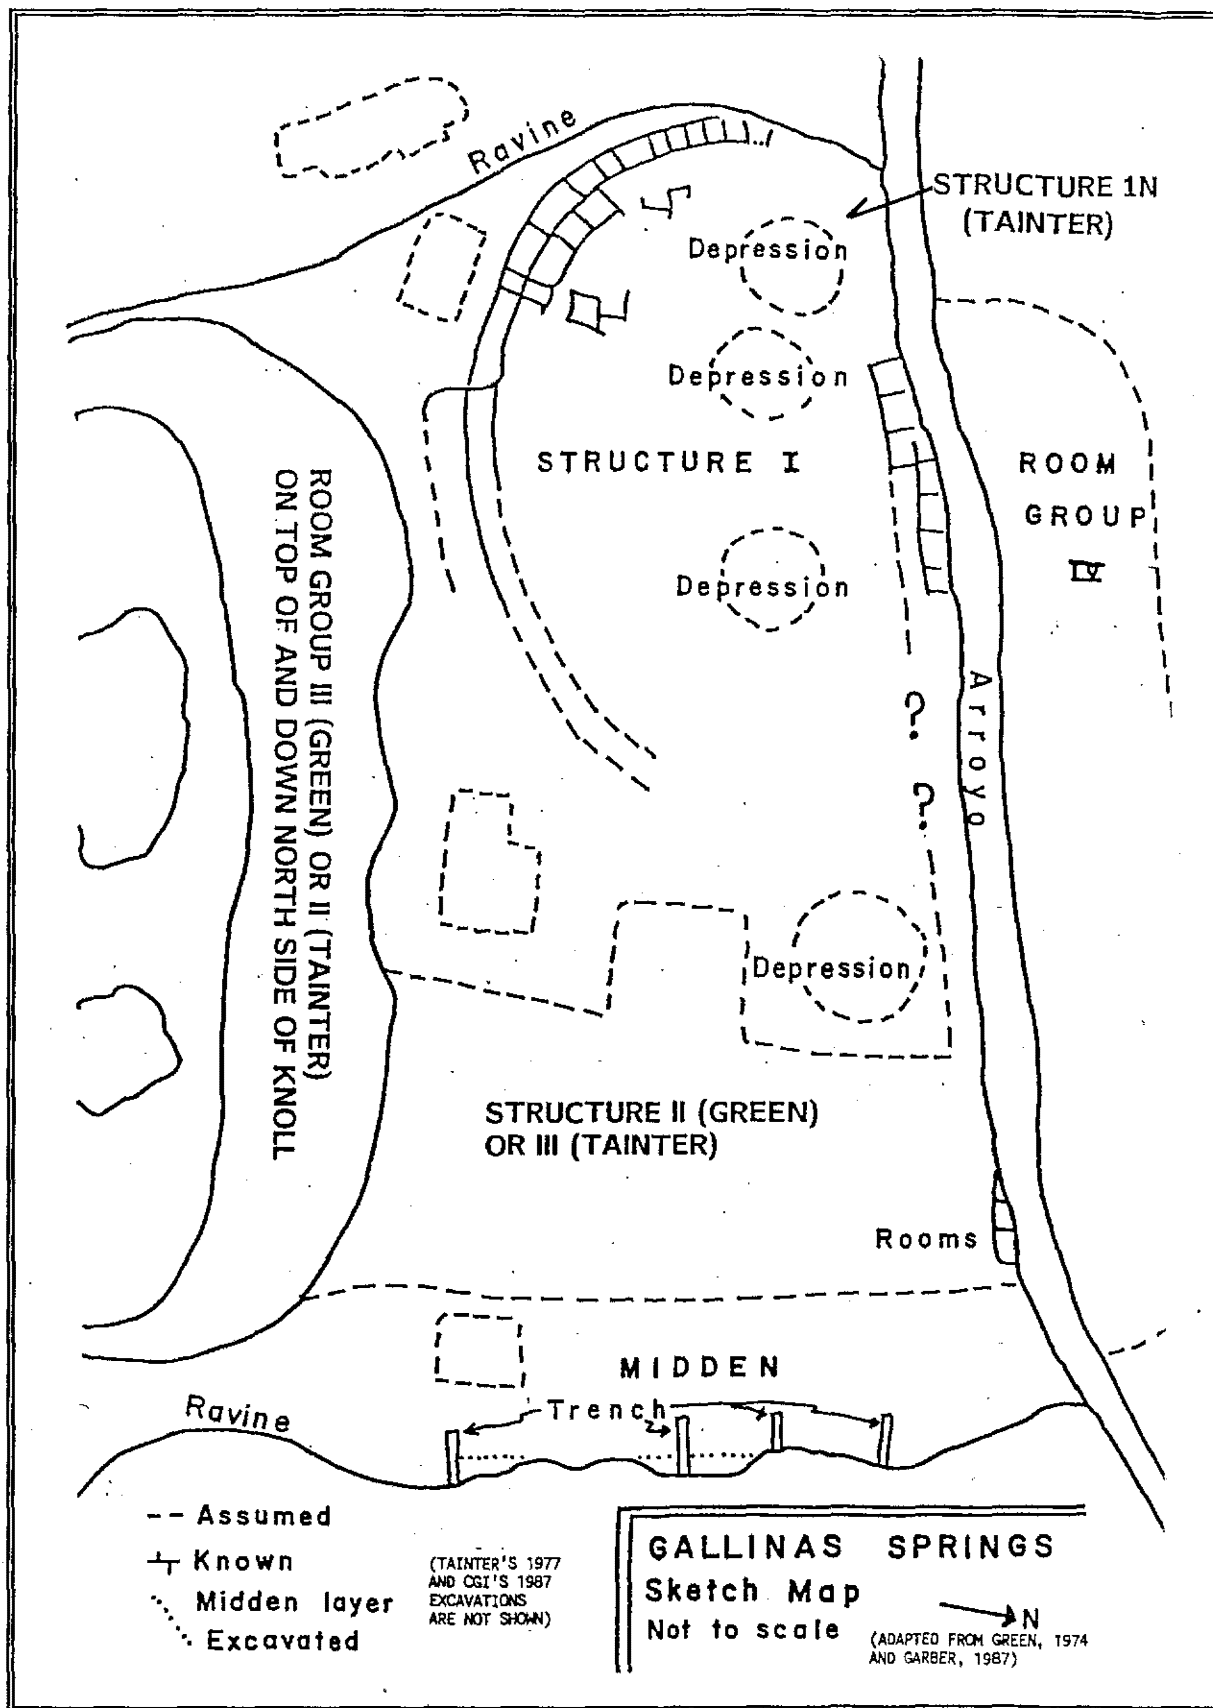 Ravine
STRUCTURE 1N
(TAINTER)
Depression
Depression
STRUCTURE I
ROOM
GROUP
IV
Depression
ROOM GROUP III (GREEN) OR II (TAINTER)
ON TOP OF AND DOWN NORTH SIDE OF KNOLL
Arroyo
?
?
Depression
STRUCTURE II (GREEN)
OR III (TAINTER)
Rooms
MIDDEN
Trench
Ravine
-- Assumed
Known
Midden layer
Excavated
(TAINTER'S 1977
AND CGI'S 1987
EXCAVATIONS
ARE NOT SHOWN)
GALLINAS SPRINGS
Sketch Map
Not to scale
N
(ADAPTED FROM GREEN, 1974
AND GARBER, 1987)